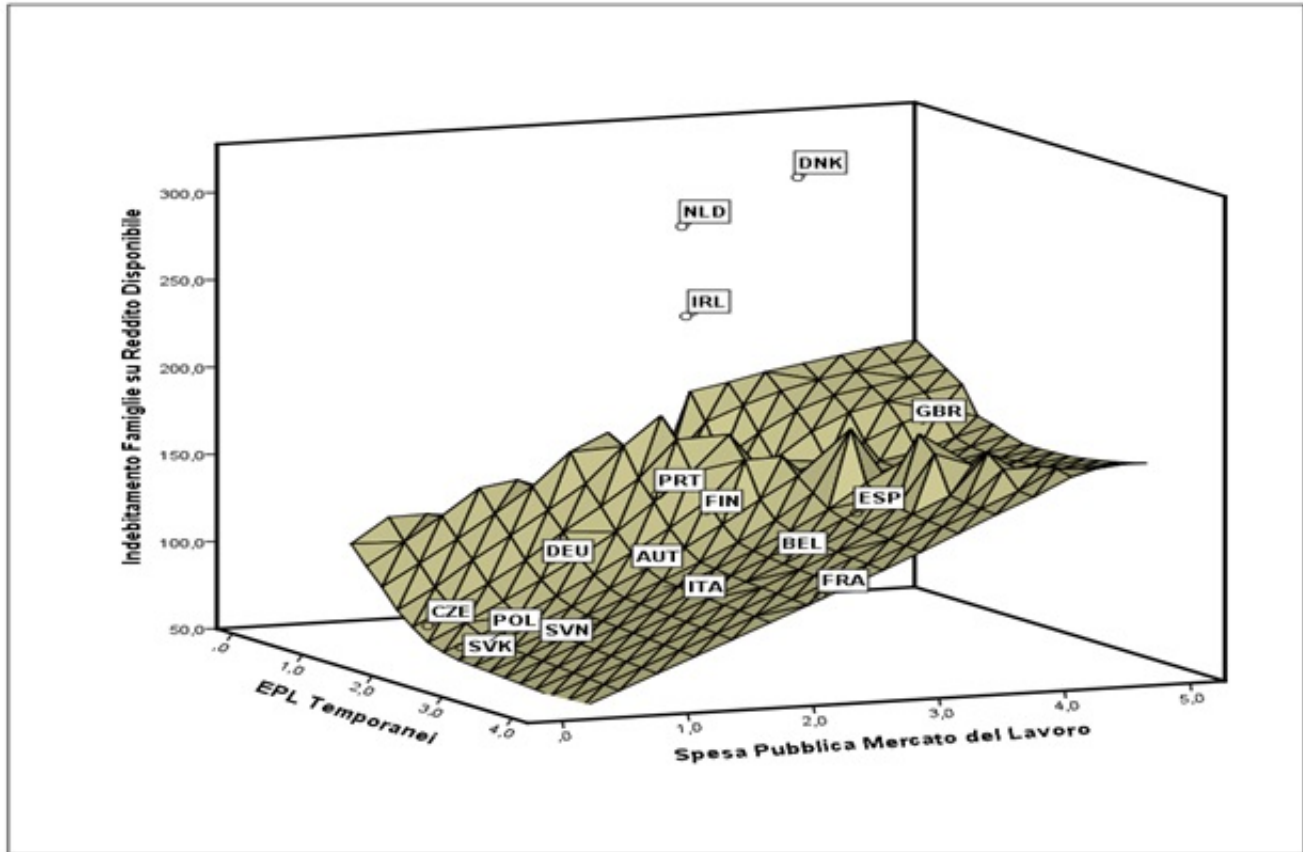 Indebitamento Famiglie su Reddito Disponibile
300,0
250,0
200,0
150,0
100,0
50,0
DNK
NLD
IRL
GBR
PRT
FIN
ESP
DEU
AUT
BEL
ITA
FRA
CZE
POL
SVN
SVK
,0
1,0
2,0
3,0
4,0
EPL Temporanei
,0
1,0
2,0
3,0
4,0
5,0
Spesa Pubblica Mercato del Lavoro